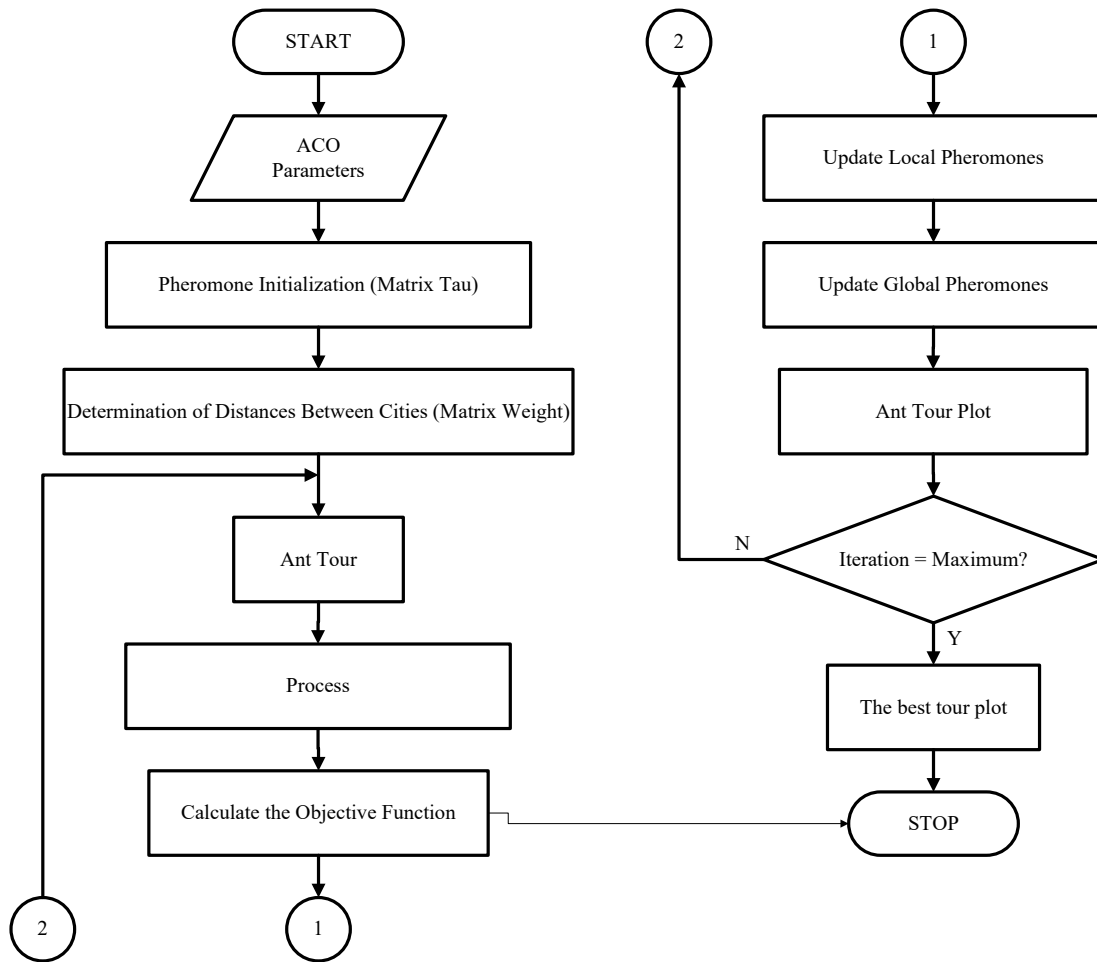 START
ACO
Parameters
Pheromone Initialization (Matrix Tau)
Determination of Distances Between Cities (Matrix Weight)
Ant Tour
Process
Calculate the Objective Function
2
1
2
1
Update Local Pheromones
Update Global Pheromones
Ant Tour Plot
N
Iteration = Maximum?
Y
The best tour plot
STOP